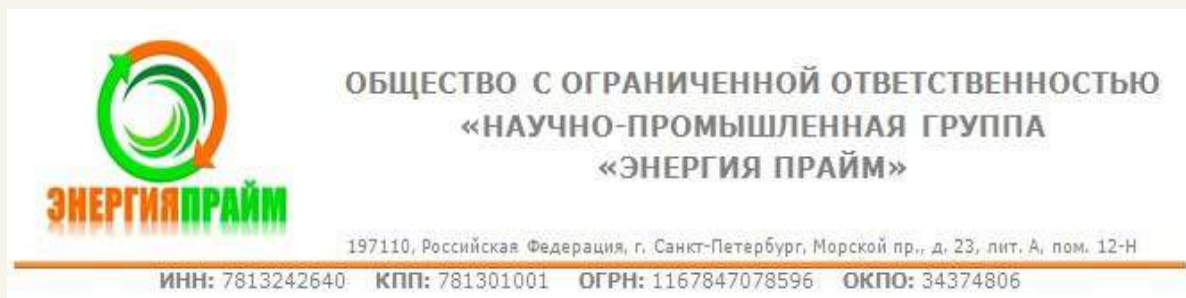 ОБЩЕСТВО С ОГРАНИЧЕННОЙ ОТВЕТСТВЕННОСТЬЮ
«НАУЧНО-ПРОМЫШЛЕННАЯ ГРУППА
«ЭНЕРГИЯ ПРАЙМ»
ЭНЕРГИЯПРАЙМ
197110, Российская Федерация, г. Санкт-Петербург, Морской пр., д. 23, лит. А, пом. 12-Н
ИНН: 7813242640 КПП: 781301001 ОГРН: 1167847078596 ОКПО: 34374806